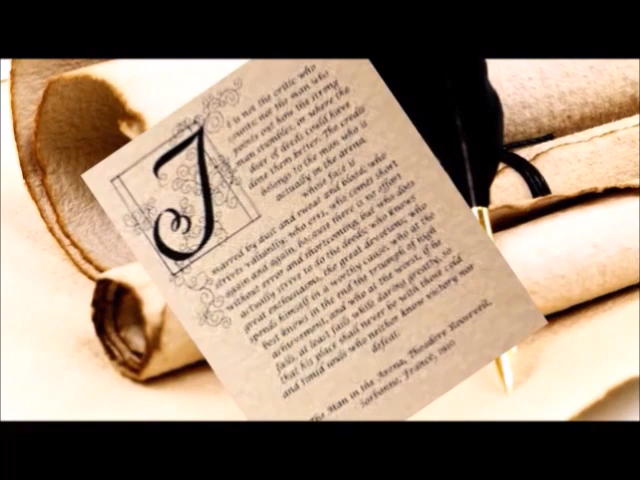 I
t is not the critic who
counts not the man who
points out how the strong
man stumbles, or where the
doer of deeds could have
done them better. The credit
belongs to the man who is
actually in the arena,
whose face is
marred by dust and sweat and blood; who
strives valiantly; who errs, who comes short
again and again, because there is no effort
without error and shortcoming; but who does
actually strive to do the deeds; who knows
great enthusiasms, the great devotions; who
spends himself in a worthy cause; who at the
best knows in the end the triumph of high
achievement, and who at the worst, if he
fails, at least fails while daring greatly, so
that his place shall never be with those cold
and timid souls who neither know victory nor
defeat.
The Man in the Arena, Theodore Roosevelt,
Sorbonne, France, 1910